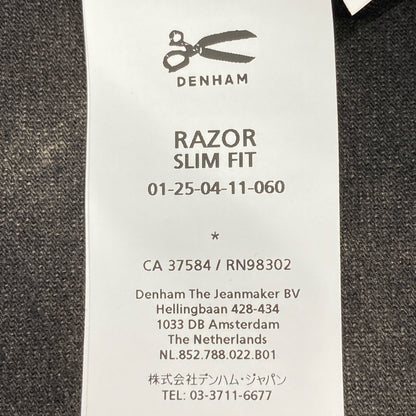 DENHAM
RAZOR
SLIM FIT
01-25-04-11-060
*
CA 37584 / RN98302
Denham The Jeanmaker BV
Hellingbaan 428-434
1033 DB Amsterdam
The Netherlands
NL.852.788.022.B01
株式会社デンハム・ジャパン
TEL: 03-3711-6677